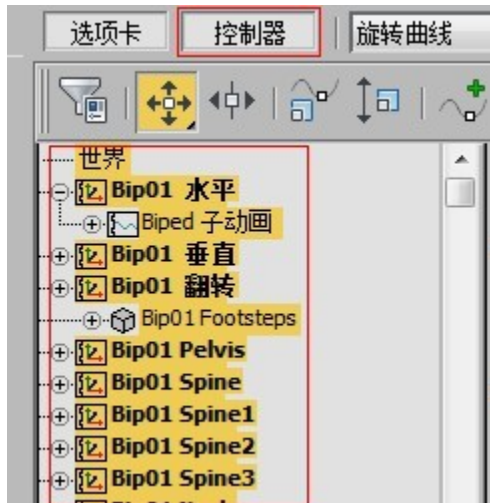 选项卡 控制器 旋转曲线
世界
Bip01 水平
Biped 子动画
Bip01 垂直
Bip01 翻转
Bip01 Footsteps
Bip01 Pelvis
Bip01 Spine
Bip01 Spine1
Bip01 Spine2
Bip01 Spine3